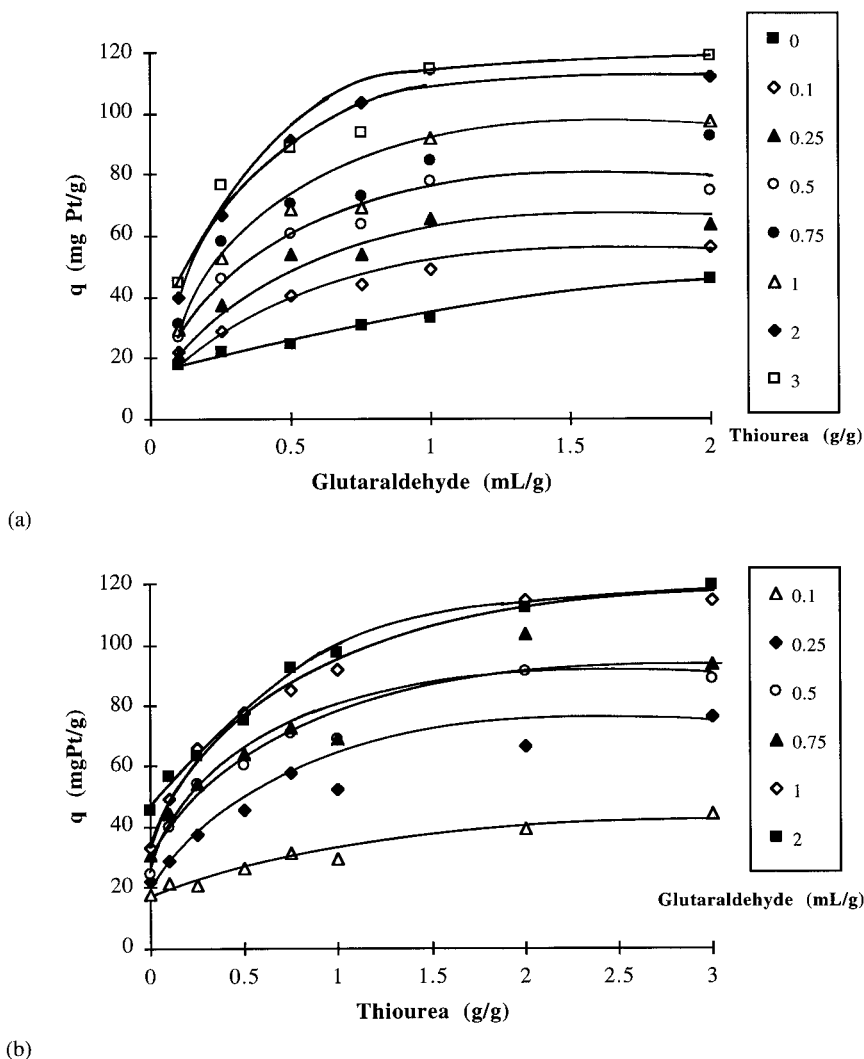 120
100
80
60
40
20
0
q (mg Pt/g)
0 0.5 1 1.5 2
Glutaraldehyde (mL/g)
0
0.1
0.25
0.5
0.75
1
2
3
Thiourea (g/g)
(a)
120
100
80
60
40
20
0
q (mgPt/g)
0 0.5 1 1.5 2 2.5 3
Thiourea (g/g)
0.1
0.25
0.5
0.75
1
2
Glutaraldehyde (mL/g)
(b)